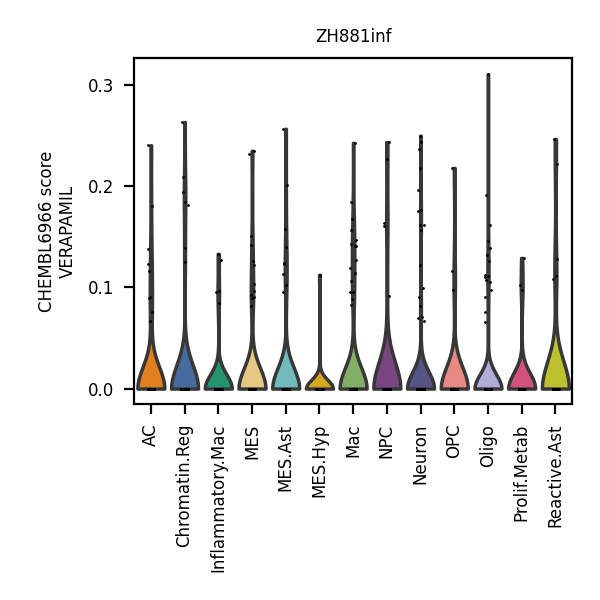 ZH881inf
CHEMBL6966 score
VERAPAMIL
0.3
0.2
0.1
0.0
AC
Chromatin.Reg
Inflammatory.Mac
MES
MES.Ast
MES.Hyp
Mac
NPC
Neuron
OPC
Oligo
Prolif.Metab
Reactive.Ast